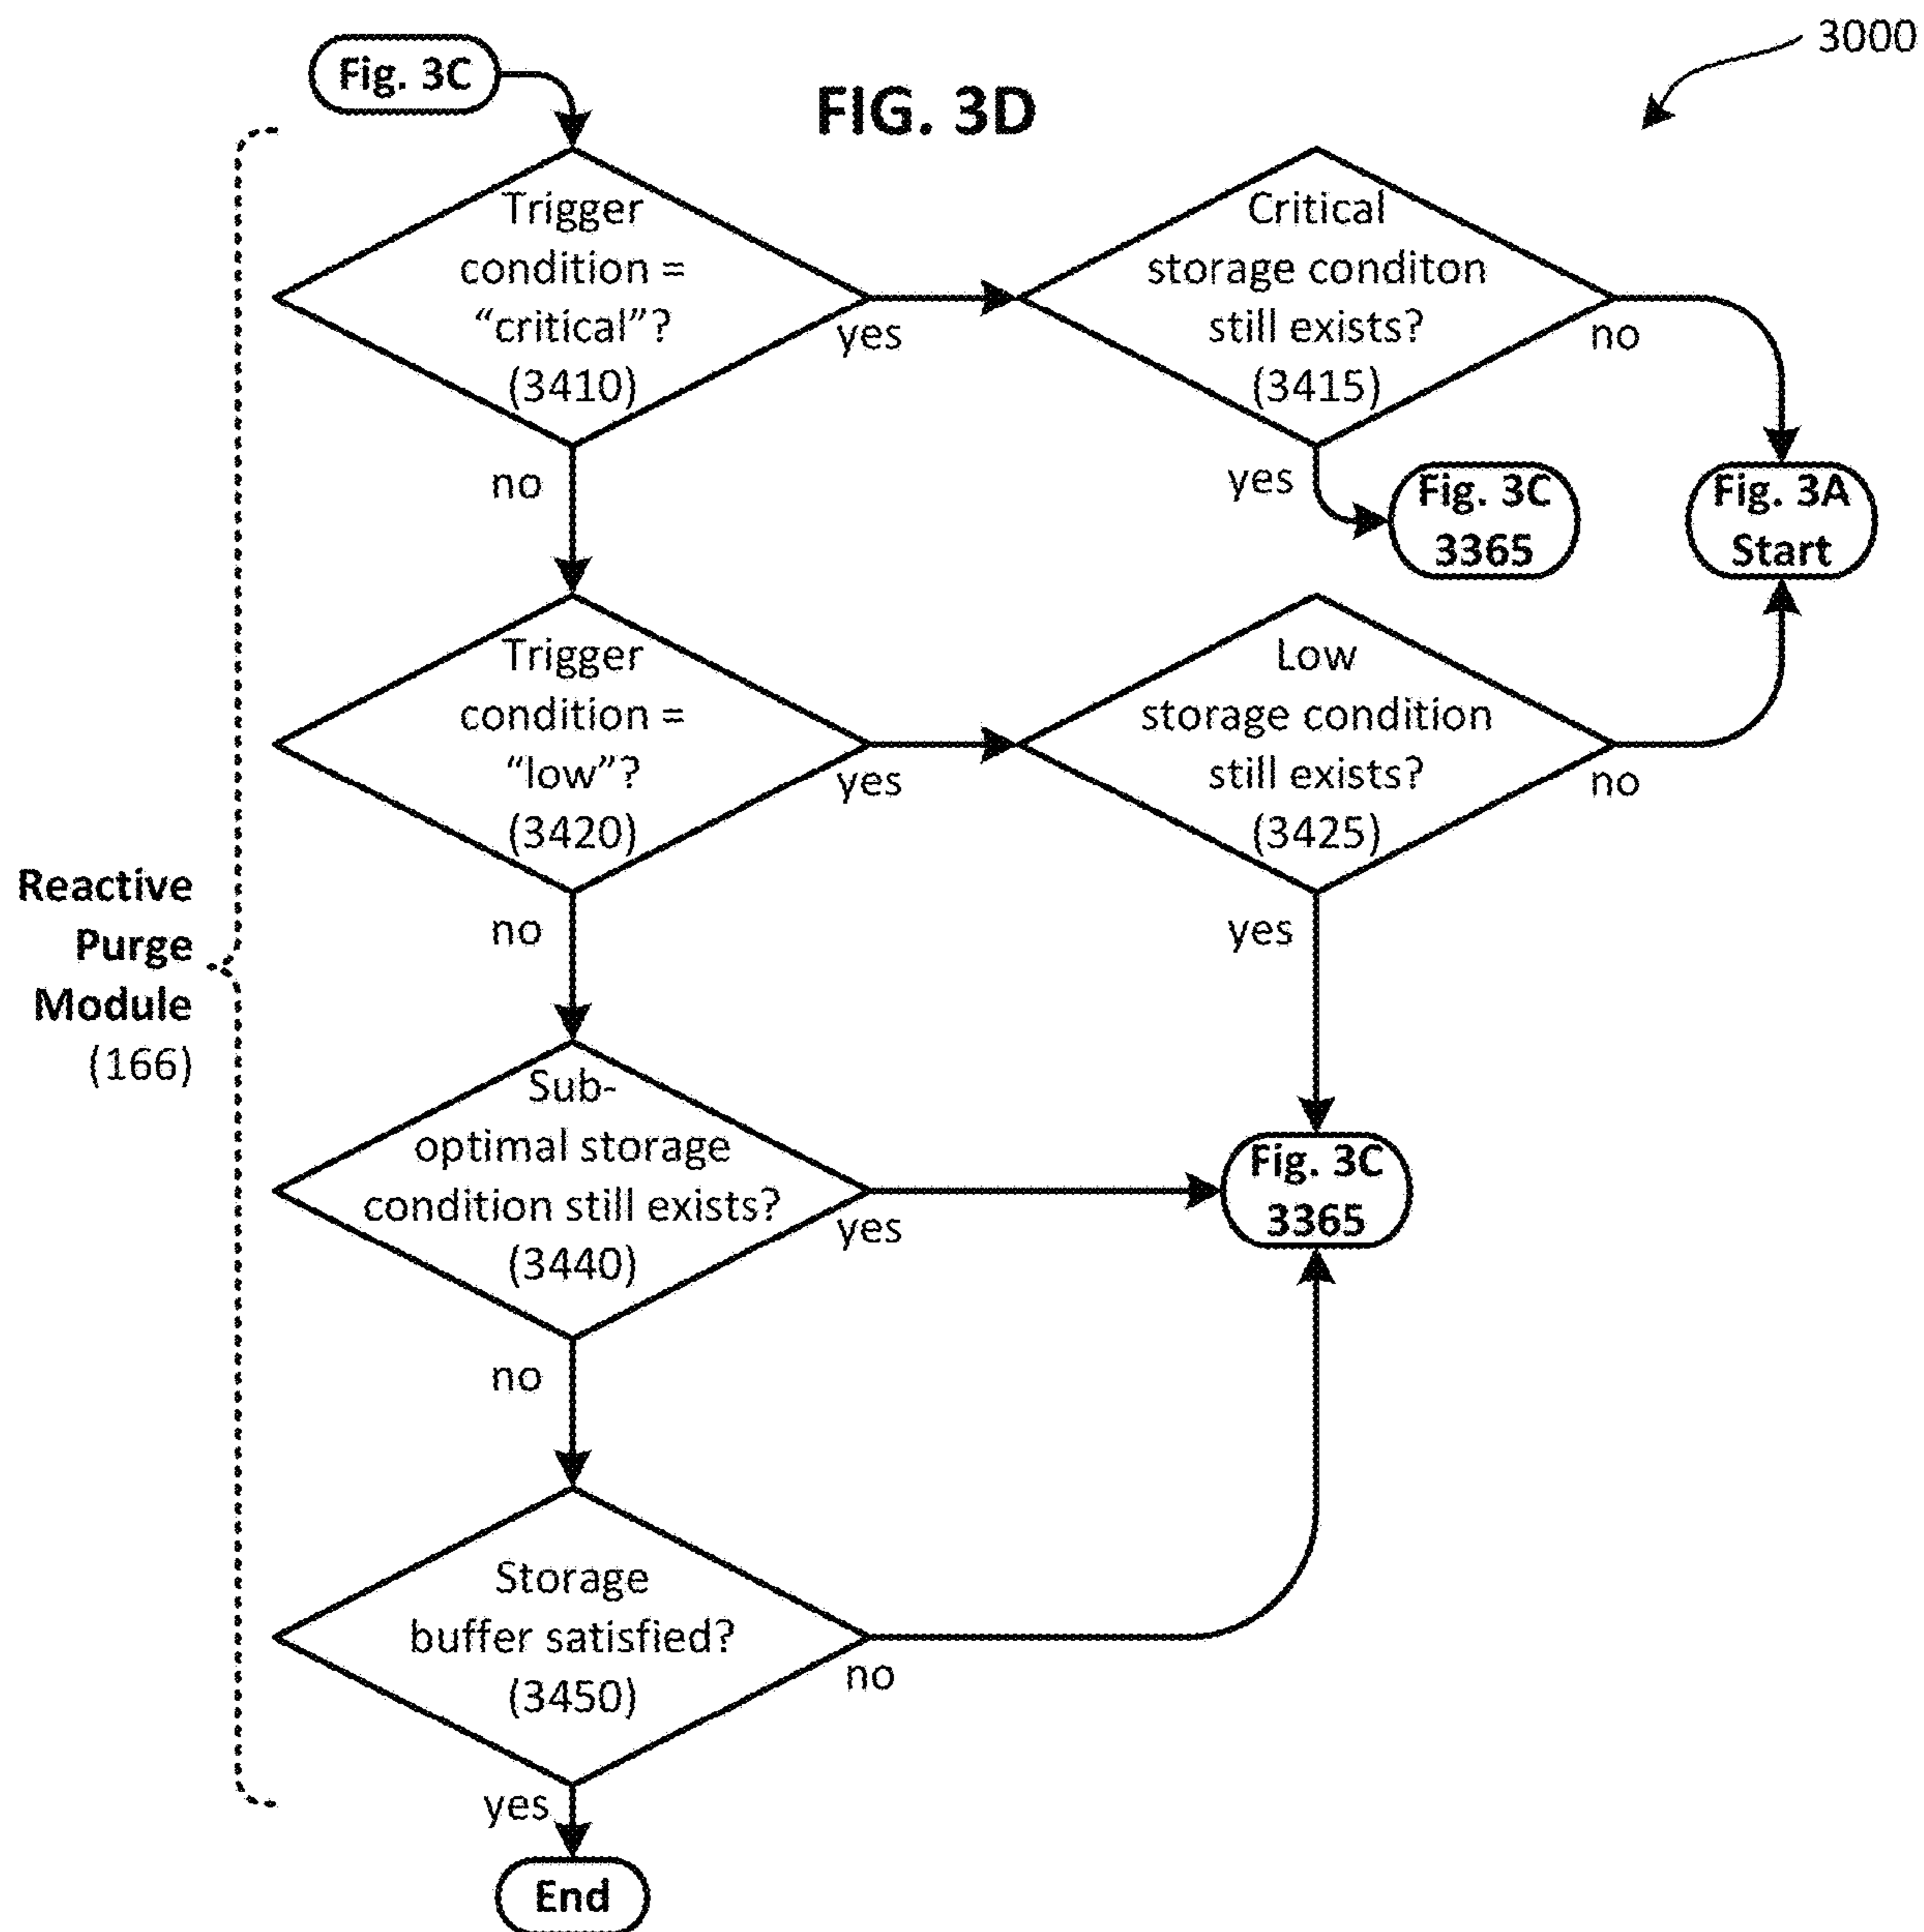 3000
Fig. 3C
FIG. 3D
Trigger
condition =
“critical”?
(3410)
yes
no
Critical
storage conditon
still exists?
(3415)
no
yes
Fig. 3C
3365
Fig. 3A
Start
Trigger
condition =
“low”?
(3420)
yes
no
Low
storage condition
still exists?
(3425)
no
yes
Reactive
Purge
Module
(166)
Sub-
optimal storage
condition still exists?
(3440)
yes
no
Fig. 3C
3365
Storage
buffer satisfied?
(3450)
no
yes
End